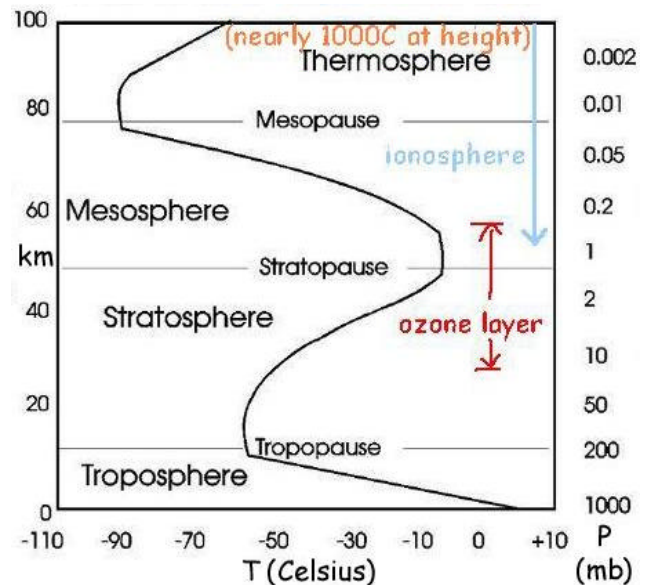 100
(nearly 1000C at height)
Thermosphere
0.002
80
0.01
Mesopause
ionosphere
0.05
60
Mesosphere
0.2
km
Stratopause
1
40
Stratosphere
2
ozone layer
10
20
50
Tropopause
200
Troposphere
0
1000
-110 -90 -70 -50 -30 -10 0 +10 P
T (Celsius) (mb)